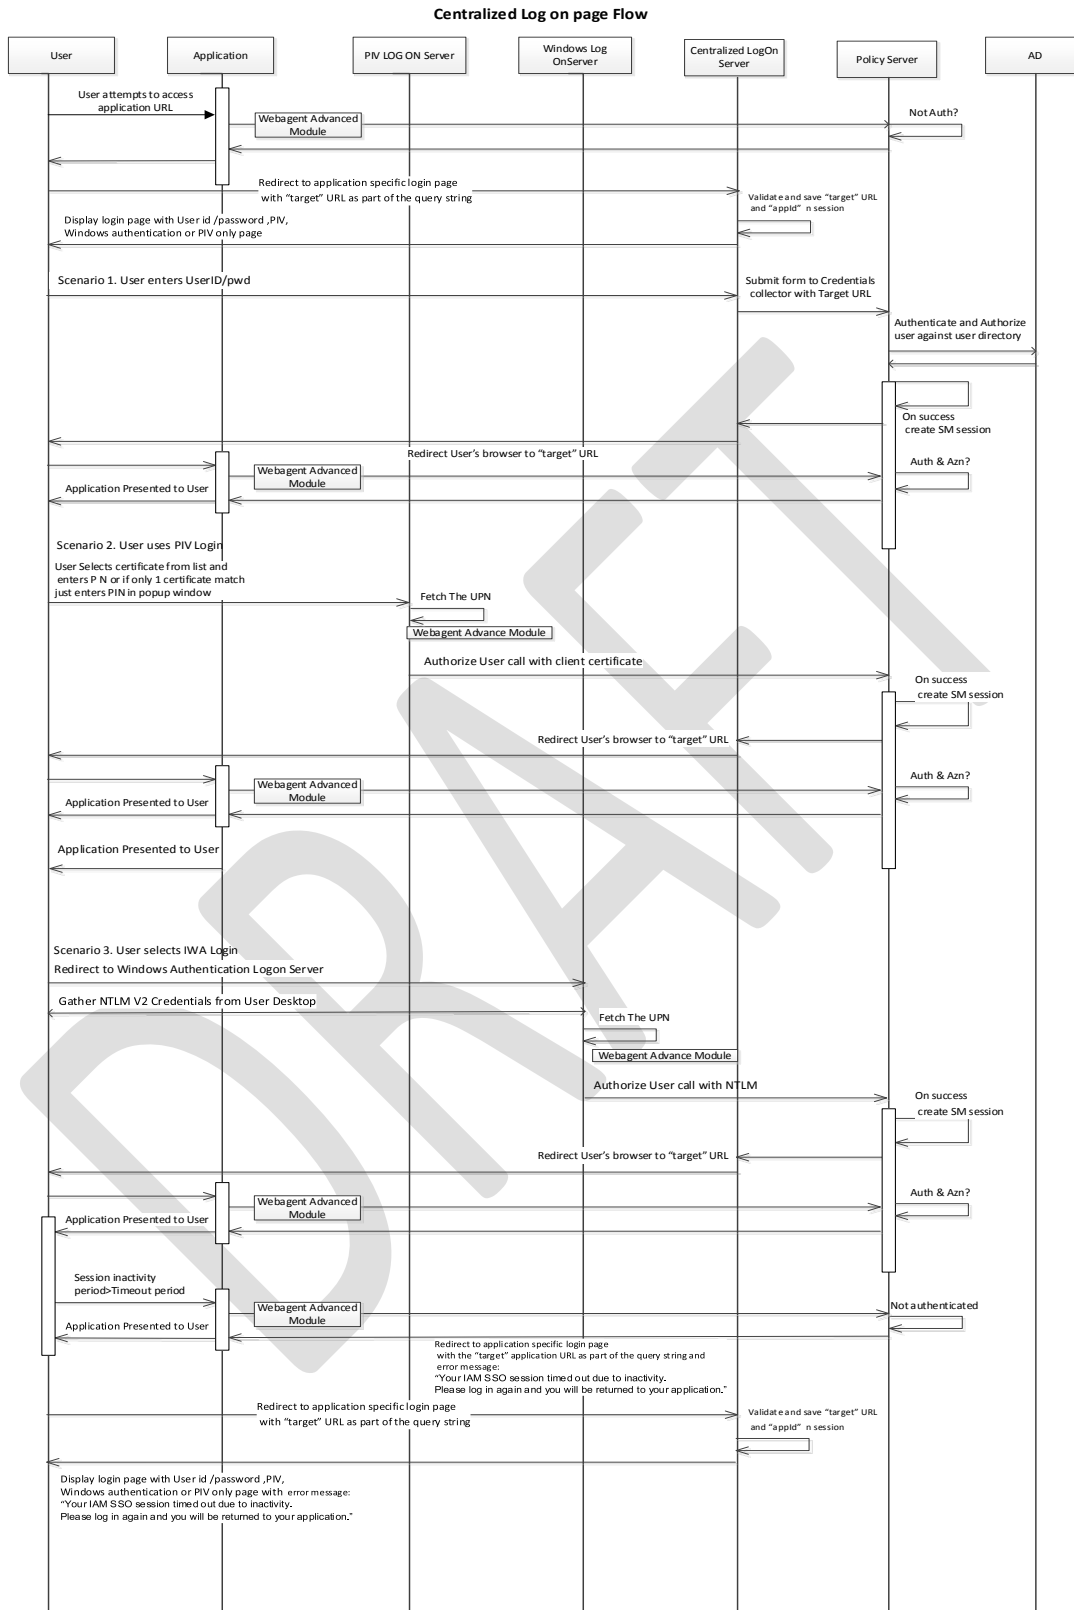 Centralized Log on page Flow
User
Application
PIV LOG ON Server
Windows Log
OnServer
Centralized LogOn
Server
Policy Server
AD
User attempts to access
application URL
Webagent Advanced
Module
Not Auth?
Redirect to application specific login page
with “target” URL as part of the query string
Validate and save “target” URL
and “appId” n session
Display login page with User id /password ,PIV,
Windows authentication or PIV only page
Scenario 1. User enters UserID/pwd
Submit form to Credentials
collector with Target URL
Authenticate and Authorize
user against user directory
On success
create SM session
Redirect User’s browser to “target” URL
Webagent Advanced
Module
Auth & Azn?
Application Presented to User
Scenario 2. User uses PIV Login
User Selects certificate from list and
enters P N or if only 1 certificate match
just enters PIN in popup window
Fetch The UPN
Webagent Advance Module
Authorize User call with client certificate
On success
create SM session
Redirect User’s browser to “target” URL
Webagent Advanced
Module
Auth & Azn?
Application Presented to User
Application Presented to User
Scenario 3. User selects IWA Login
Redirect to Windows Authentication Logon Server
Gather NTLM V2 Credentials from User Desktop
Fetch The UPN
Webagent Advance Module
Authorize User call with NTLM
On success
create SM session
Redirect User’s browser to “target” URL
Webagent Advanced
Module
Auth & Azn?
Application Presented to User
Session inactivity
period>Timeout period
Webagent Advanced
Module
Not authenticated
Application Presented to User
Redirect to application specific login page
with the “target” application URL as part of the query string and
error message:
“Your IAM SSO session timed out due to inactivity.
Please log in again and you will be returned to your application.”
Redirect to application specific login page
with “target” URL as part of the query string
Validate and save “target” URL
and “appId” n session
Display login page with User id /password ,PIV,
Windows authentication or PIV only page with error message:
“Your IAM SSO session timed out due to inactivity.
Please log in again and you will be returned to your application.”
DRAFT